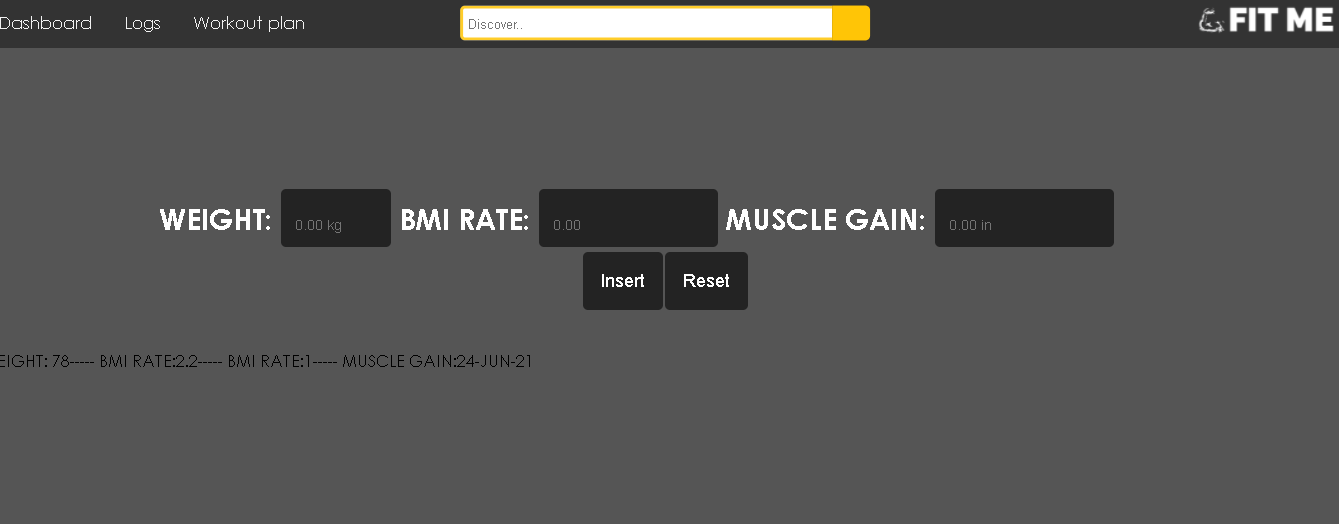 Dashboard Logs Workout plan Discover.. FIT ME
WEIGHT: 0.00 kg BMI RATE: 0.00 MUSCLE GAIN: 0.00 in
Insert Reset
EIGHT: 78----- BMI RATE:2.2----- BMI RATE:1----- MUSCLE GAIN:24-JUN-21